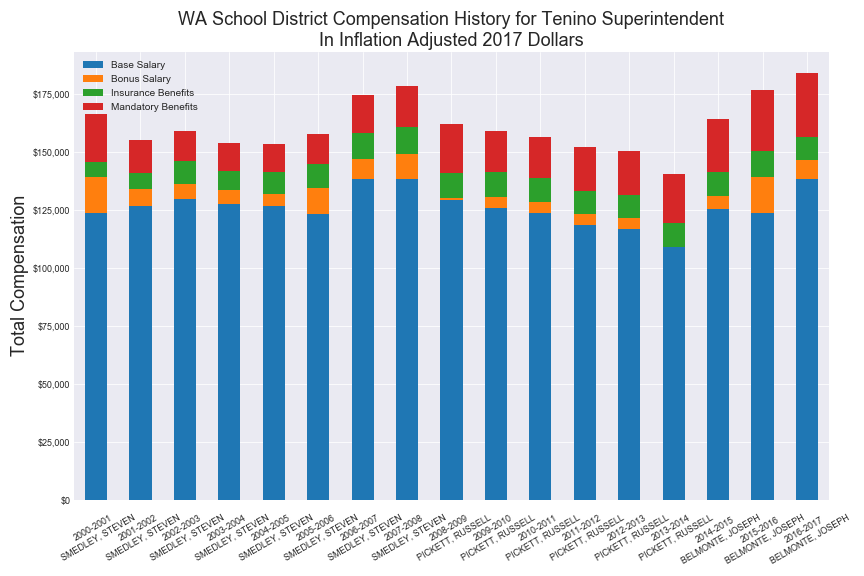 WA School District Compensation History for Tenino Superintendent
In Inflation Adjusted 2017 Dollars
Base Salary
Bonus Salary
Insurance Benefits
Mandatory Benefits
Total Compensation
$175,000
$150,000
$125,000
$100,000
$75,000
$50,000
$25,000
$0
2000-2001
SMEDLEY, STEVEN
2001-2002
SMEDLEY, STEVEN
2002-2003
SMEDLEY, STEVEN
2003-2004
SMEDLEY, STEVEN
2004-2005
SMEDLEY, STEVEN
2005-2006
SMEDLEY, STEVEN
2006-2007
SMEDLEY, STEVEN
2007-2008
SMEDLEY, STEVEN
2008-2009
PICKETT, RUSSELL
2009-2010
PICKETT, RUSSELL
2010-2011
PICKETT, RUSSELL
2011-2012
PICKETT, RUSSELL
2012-2013
PICKETT, RUSSELL
2013-2014
PICKETT, RUSSELL
2014-2015
BELMONTE, JOSEPH
2015-2016
BELMONTE, JOSEPH
2016-2017
BELMONTE, JOSEPH